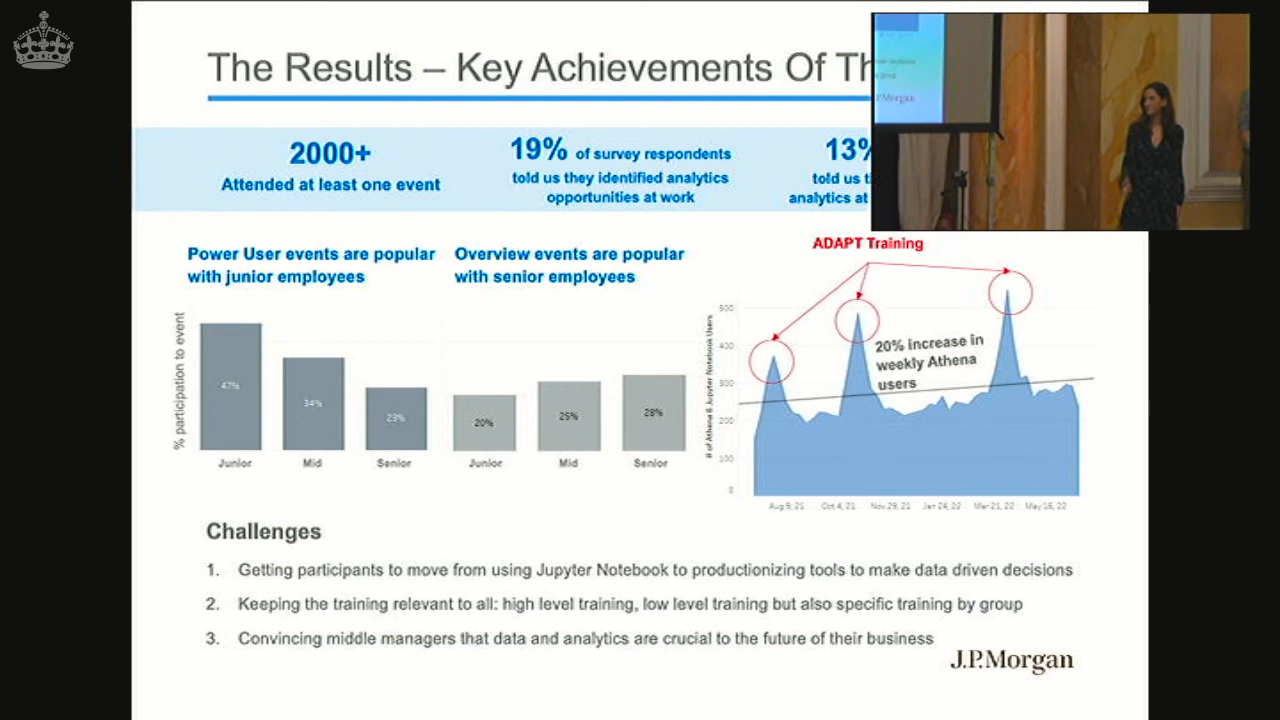 The Results – Key Achievements Of Th
2000+
Attended at least one event
19% of survey respondents
told us they identified analytics
opportunities at work
13%
told us t
analytics at
Power User events are popular
with junior employees
Overview events are popular
with senior employees
% participation to event
47%
34%
23%
Junior
Mid
Senior
20%
25%
28%
Junior
Mid
Senior
ADAPT Training
# of Athena & Jupyter Notebook Users
500
400
300
200
100
0
20% increase in
weekly Athena
users
Aug 9, 21
Oct 4, 21
Nov 29, 21
Jan 24, 22
Mar 21, 22
May 16, 22
Challenges
1. Getting participants to move from using Jupyter Notebook to productionizing tools to make data driven decisions
2. Keeping the training relevant to all: high level training, low level training but also specific training by group
3. Convincing middle managers that data and analytics are crucial to the future of their business
J.P.Morgan